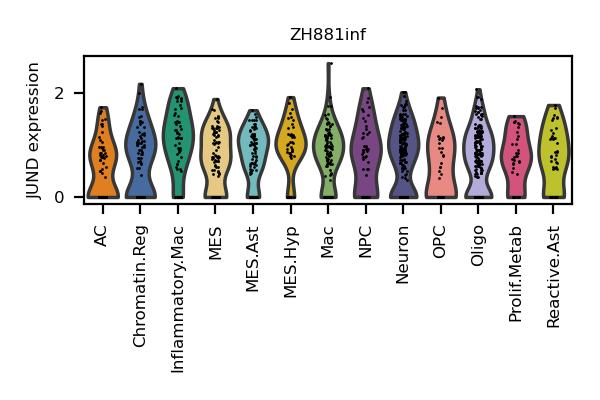 ZH881inf
JUND expression
2
0
AC
Chromatin.Reg
Inflammatory.Mac
MES
MES.Ast
MES.Hyp
Mac
NPC
Neuron
OPC
Oligo
Prolif.Metab
Reactive.Ast